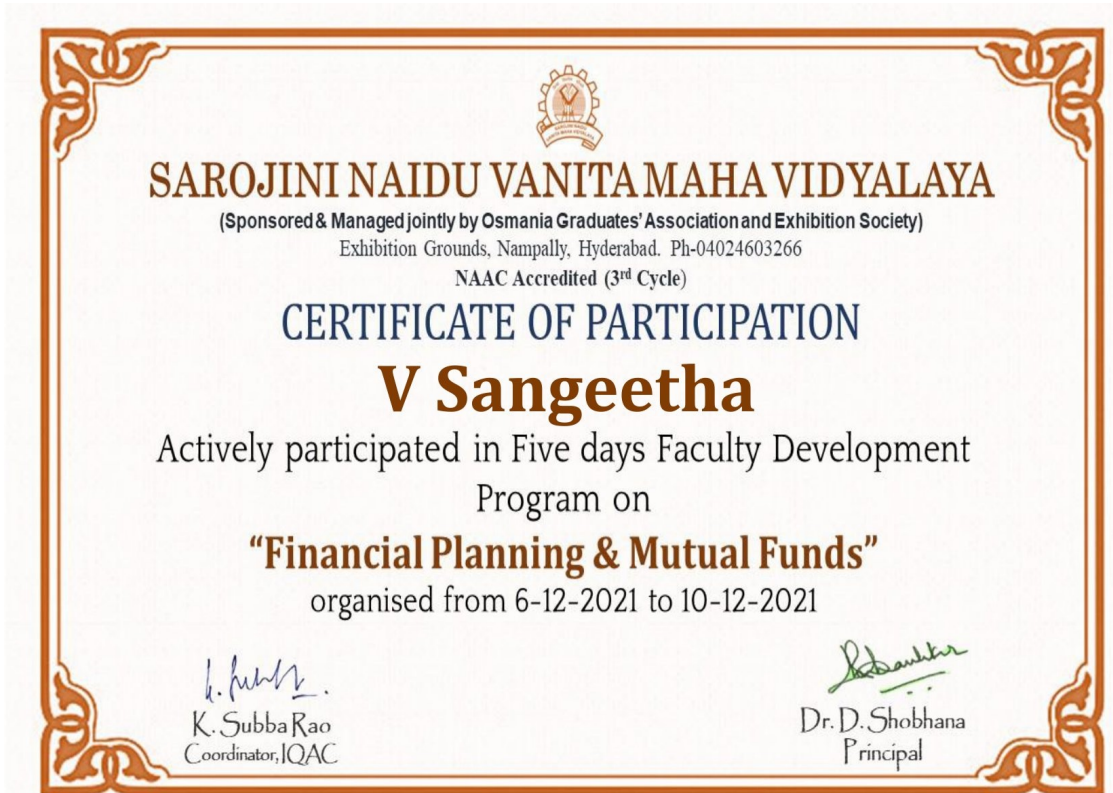 SAROJINI NAIDU VANITA MAHA VIDYALAYA
(Sponsored & Managed jointly by Osmania Graduates' Association and Exhibition Society)
Exhibition Grounds, Nampally, Hyderabad. Ph-04024603266
NAAC Accredited (3rd Cycle)
CERTIFICATE OF PARTICIPATION
V Sangeetha
Actively participated in Five days Faculty Development
Program on
“Financial Planning & Mutual Funds”
organised from 6-12-2021 to 10-12-2021
K. Subba Rao
Coordinator, IQAC
Dr. D. Shobhana
Principal